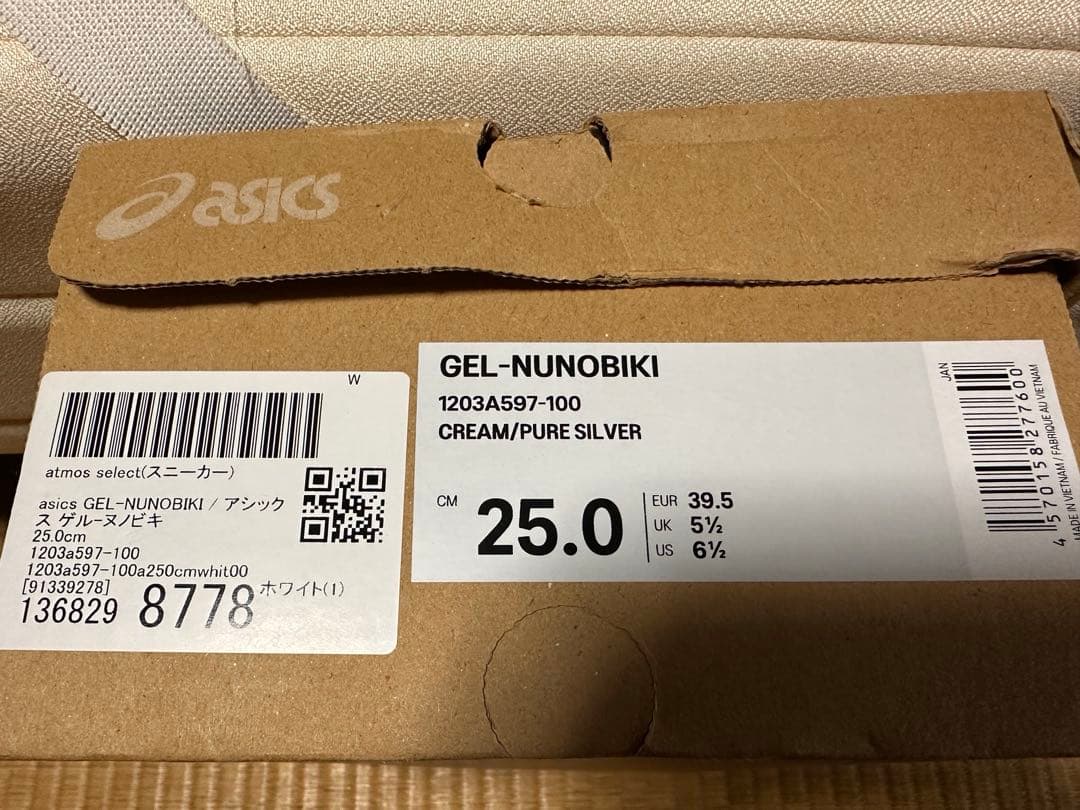 asics
W
atmos select(スニーカー)
asics GEL-NUNOBIKI / アシック
ス ゲル-ヌノビキ
25.0cm
1203a597-100
1203a597-100a250cmwhit00
[91339278]
136829 8778 ホワイト(1)
GEL-NUNOBIKI
1203A597-100
CREAM/PURE SILVER
CM 25.0
EUR 39.5
UK 5½
US 6½
JAN
4 570158 277600
MADE IN VIETNAM / FABRIQUÉ AU VIETNAM